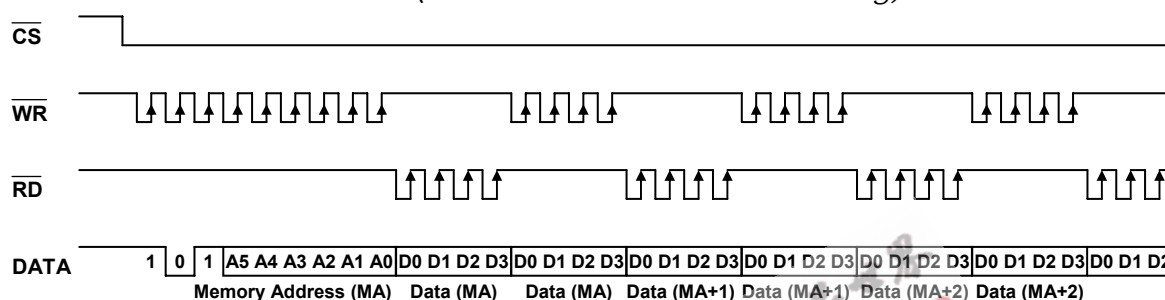 CS
WR
RD
DATA 1 0 1 A5 A4 A3 A2 A1 A0 D0 D1 D2 D3 D0 D1 D2 D3 D0 D1 D2 D3 D0 D1 D2 D3 D0 D1 D2 D3 D0 D1 D2 D3 D0 D1 D2
Memory Address (MA) Data (MA) Data (MA) Data (MA+1) Data (MA+1) Data (MA+2) Data (MA+2)